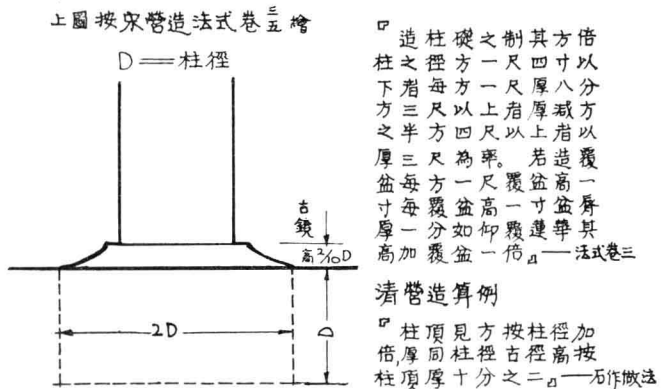 上圖按宋營造法式卷三五繪
D══柱徑
古鏡
高2/10D
2D
D
『造柱礎之制其方倍
柱之徑方一尺四寸以
下者每方一尺厚八分
方三尺以上者厚減方
之半方四尺以上者以
厚三尺為率。若造覆
盆每方一尺覆盆高一
寸每覆盆高一寸盆唇
厚一分如仰覆蓮華其
高加覆盆一倍』——法式卷三
清營造算例
『柱頂見方按柱徑加
倍,厚同柱徑古徑高按
柱頂厚十分之二』——石作做法